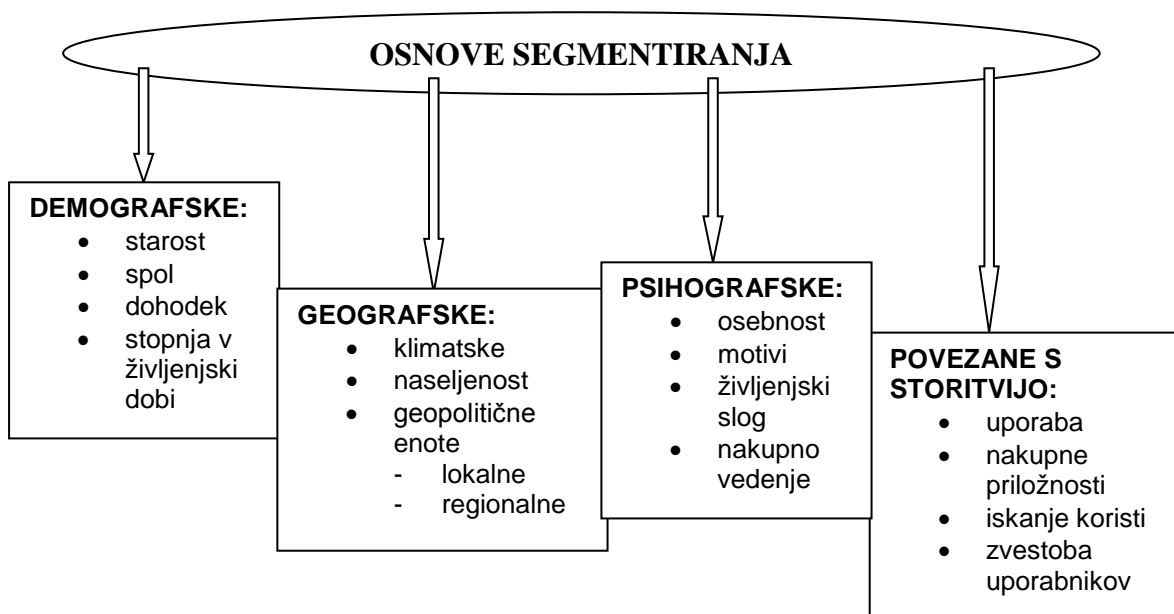 OSNOVE SEGMENTIRANJA
DEMOGRAFSKE:
• starost
• spol
• dohodek
• stopnja v
življenjski
dobi
GEOGRAFSKE:
• klimatske
• naseljenost
• geopolitične
enote
- lokalne
- regionalne
PSIHOGRAFSKE:
• osebnost
• motivi
• življenjski
slog
• nakupno
vedenje
POVEZANE S
STORITVIJO:
• uporaba
• nakupne
priložnosti
• iskanje koristi
• zvestoba
uporabnikov